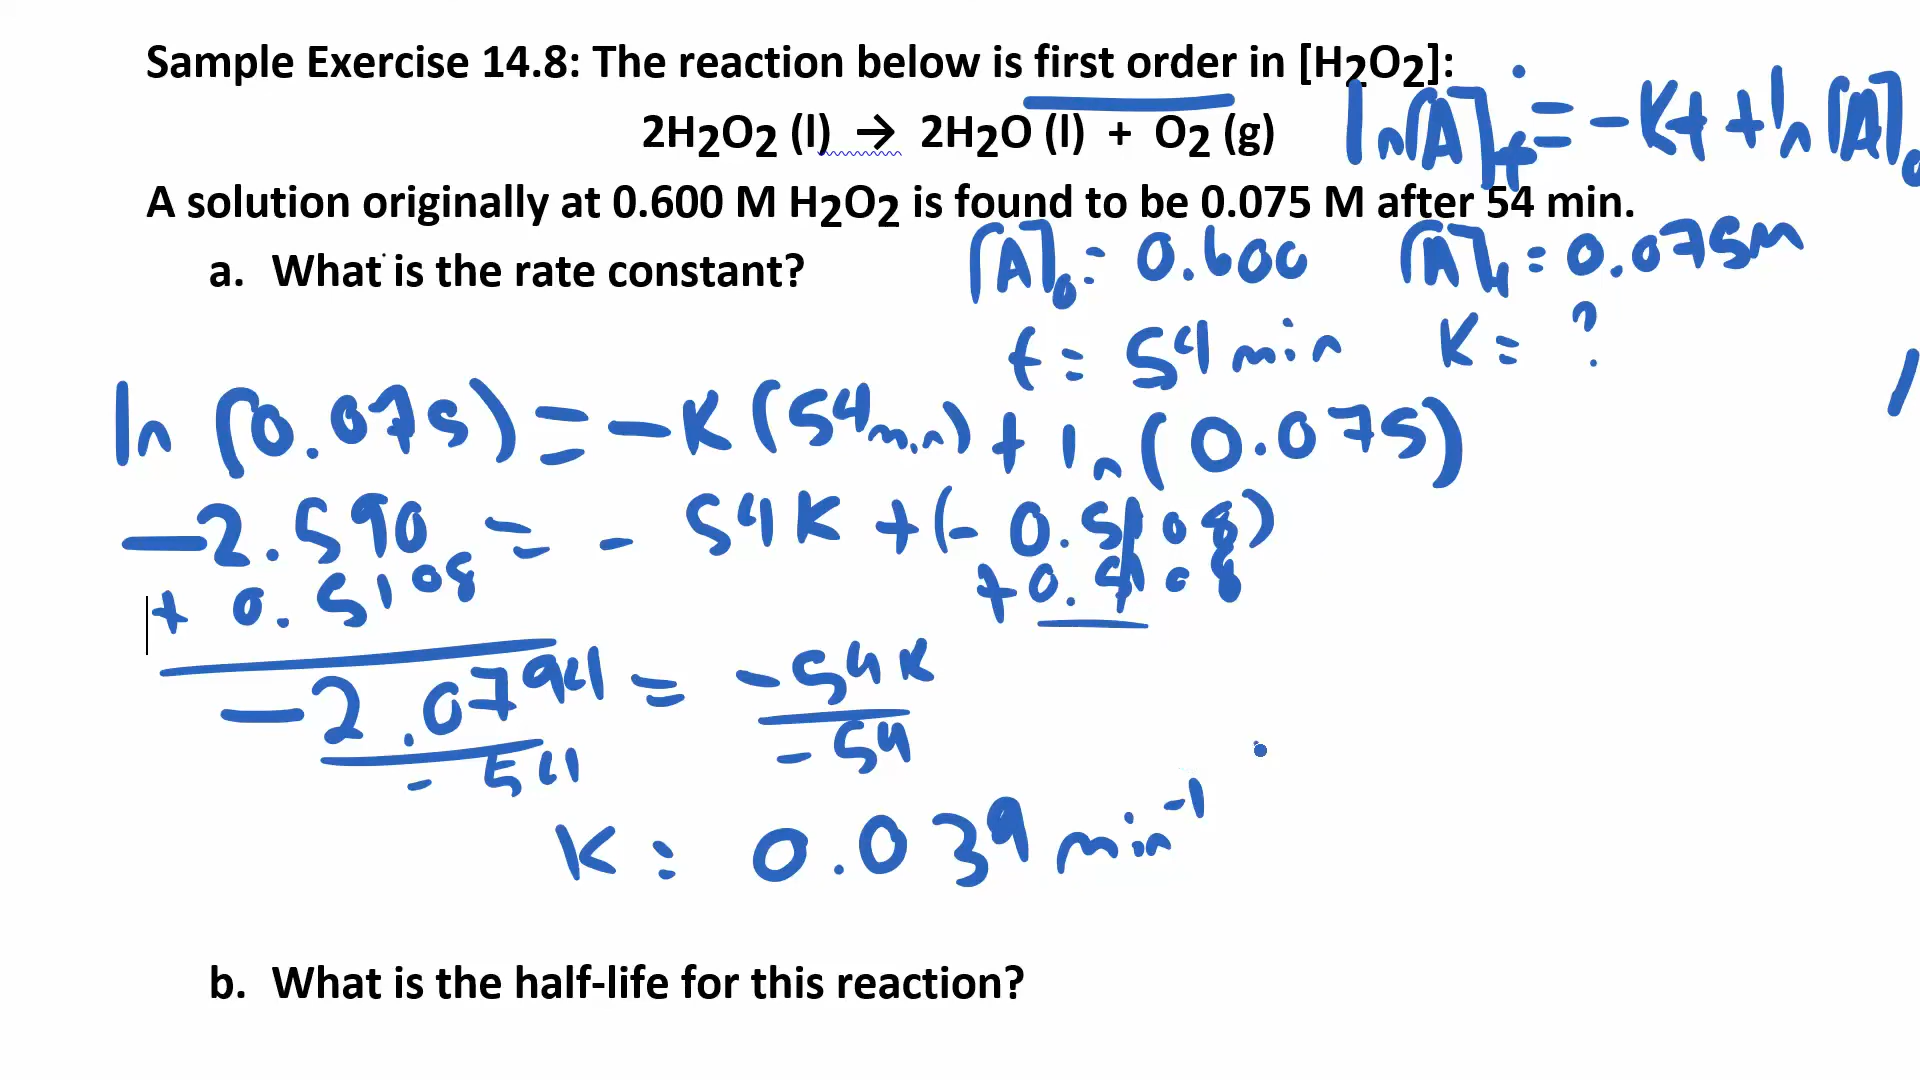 Sample Exercise 14.8: The reaction below is first order in [H2O2]:
2H2O2 (l) → 2H2O (l) + O2 (g)
ln[A]t = -Kt + ln[A]0
A solution originally at 0.600 M H2O2 is found to be 0.075 M after 54 min.
a. What is the rate constant?
[A]0 = 0.600 [A]t = 0.075M
t = 54 min K = ?
ln (0.075) = -K (54 min) + ln (0.075)
-2.590 = - 54K + (- 0.5108)
+ 0.5108 +0.5108
-2.0794 = -54K
- 54 - 54
K = 0.039 min-1
b. What is the half-life for this reaction?